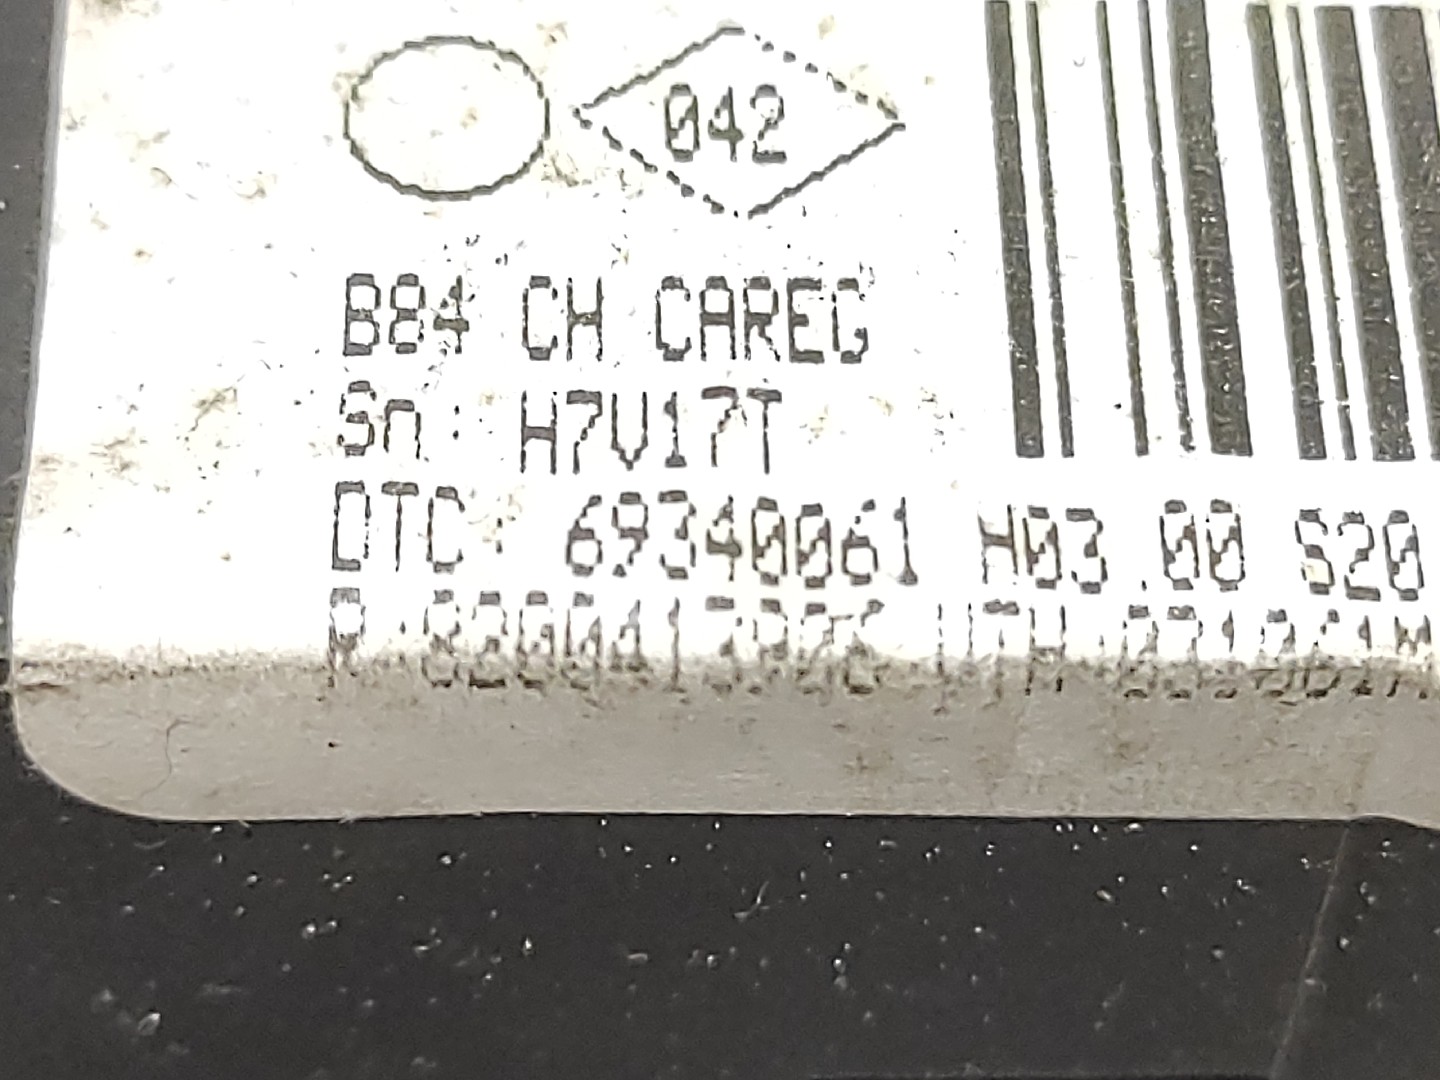 042
B84 CH CAREG
Sn: H7V17T
DTC: 69340061 H03.00 S20